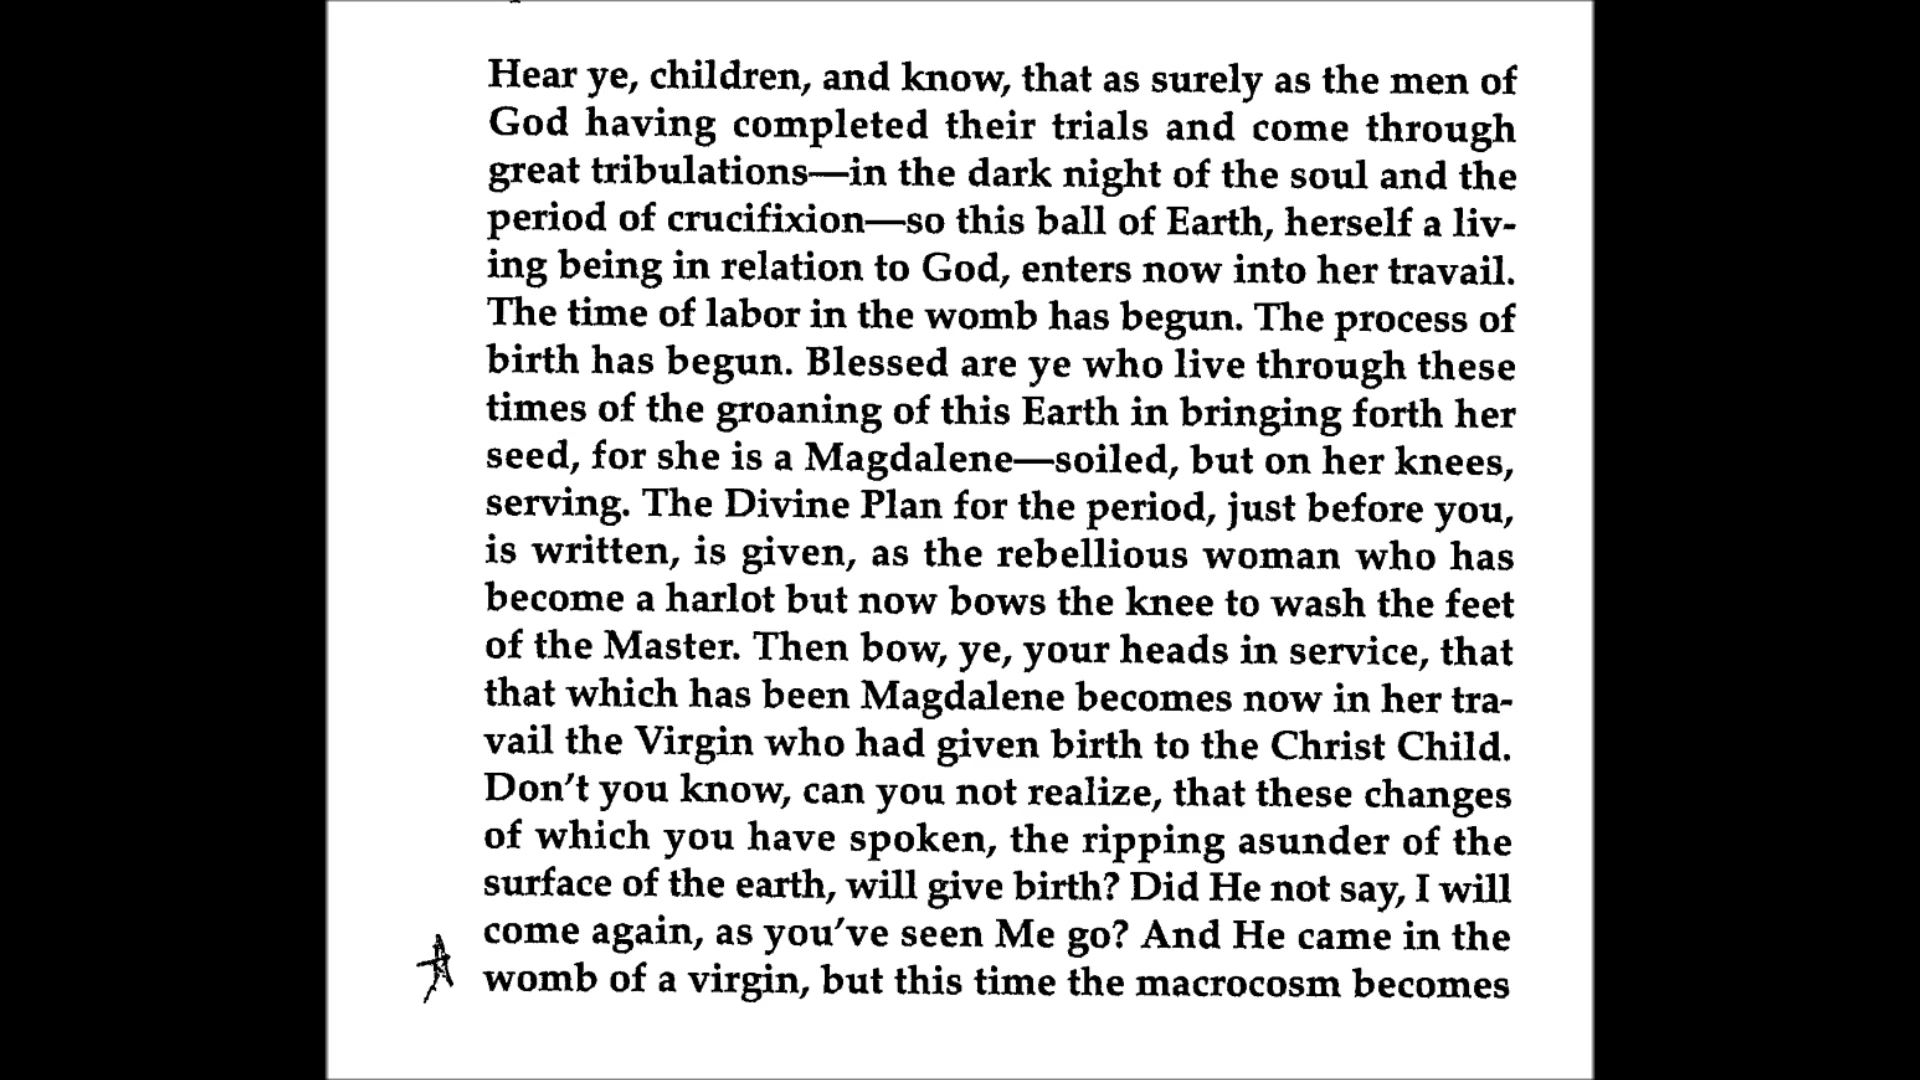 Hear ye, children, and know, that as surely as the men of
God having completed their trials and come through
great tribulations—in the dark night of the soul and the
period of crucifixion—so this ball of Earth, herself a liv-
ing being in relation to God, enters now into her travail.
The time of labor in the womb has begun. The process of
birth has begun. Blessed are ye who live through these
times of the groaning of this Earth in bringing forth her
seed, for she is a Magdalene—soiled, but on her knees,
serving. The Divine Plan for the period, just before you,
is written, is given, as the rebellious woman who has
become a harlot but now bows the knee to wash the feet
of the Master. Then bow, ye, your heads in service, that
that which has been Magdalene becomes now in her tra-
vail the Virgin who had given birth to the Christ Child.
Don't you know, can you not realize, that these changes
of which you have spoken, the ripping asunder of the
surface of the earth, will give birth? Did He not say, I will
come again, as you've seen Me go? And He came in the
womb of a virgin, but this time the macrocosm becomes